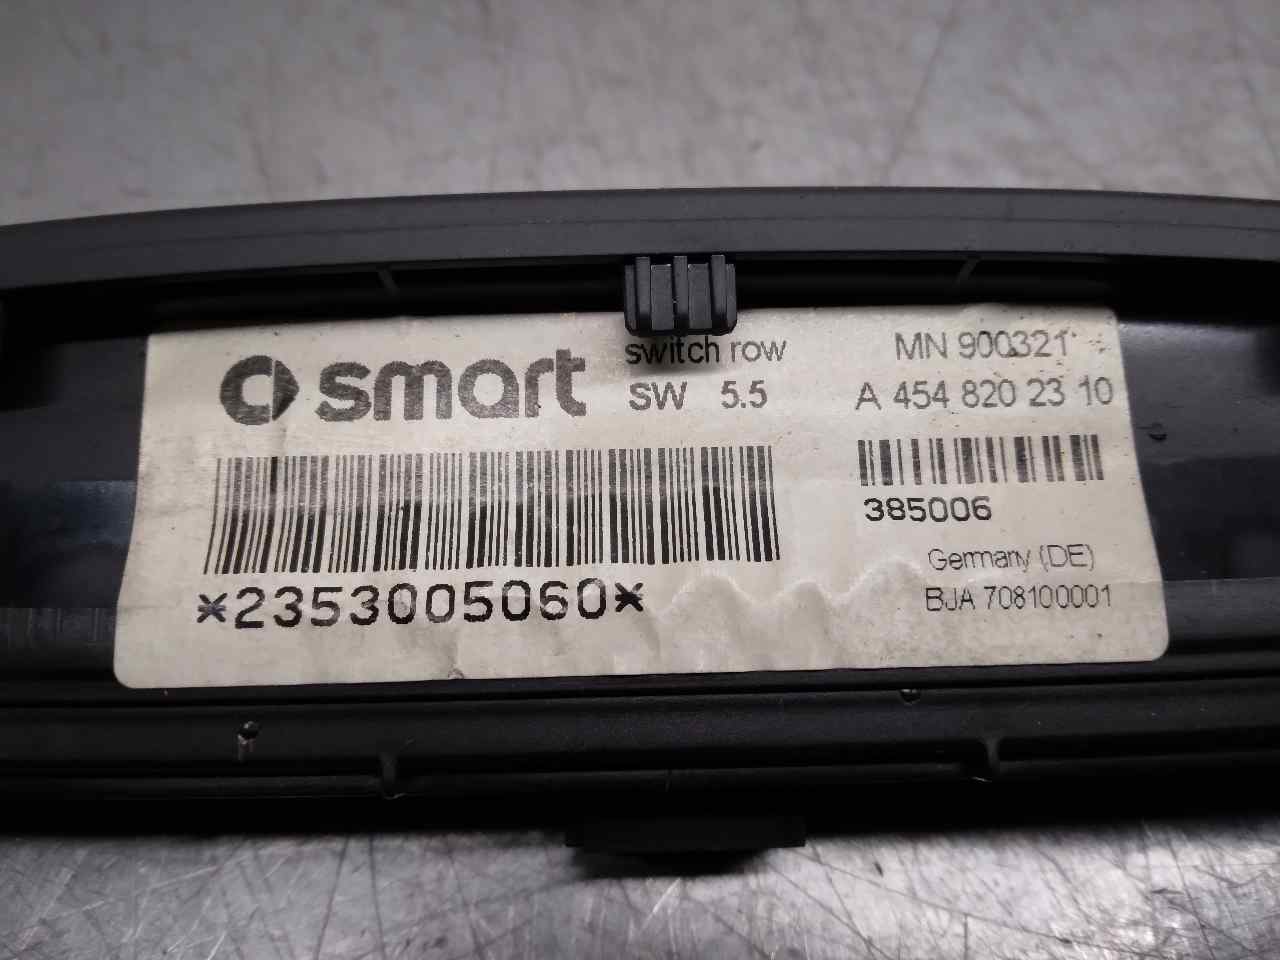 smart
switch row
SW 5.5
MN 900321
A 454 820 23 10
*2353005060*
385006
Germany (DE)
BJA 708100001